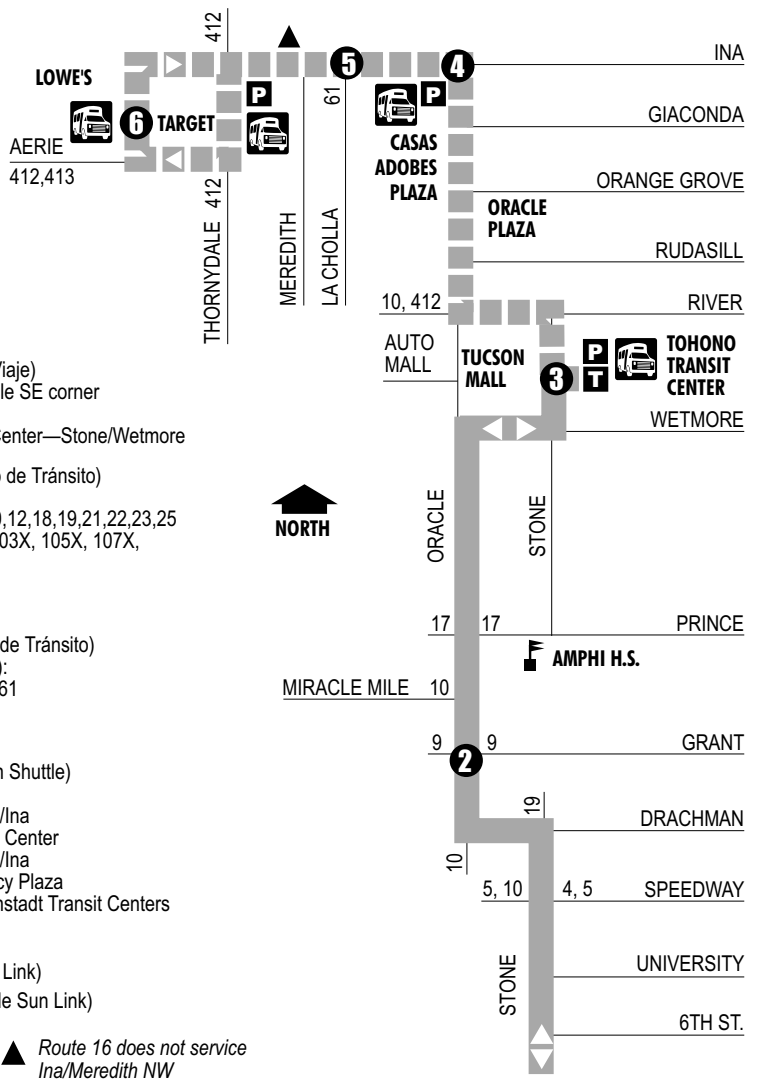 412
INA
LOWE'S
5
4
61
P
P
GIACONDA
6
TARGET
CASAS
ADOBES
PLAZA
AERIE
412,413
412
ORANGE GROVE
ORACLE
PLAZA
THORNYDALE
MEREDITH
LA CHOLLA
RUDASILL
10, 412
RIVER
AUTO
MALL
TUCSON
MALL
3
P
T
TOHONO
TRANSIT
CENTER
WETMORE
Viaje)
le SE corner
Center—Stone/Wetmore
de Tránsito)
,12,18,19,21,22,23,25
03X, 105X, 107X,
NORTH
ORACLE
STONE
17
17
PRINCE
de Tránsito)
):
61
AMPHI H.S.
MIRACLE MILE
10
9
2
9
GRANT
n Shuttle)
19
DRACHMAN
/Ina
Center
/Ina
cy Plaza
nstadt Transit Centers
10
5, 10
4, 5
SPEEDWAY
STONE
UNIVERSITY
Link)
le Sun Link)
6TH ST.
Route 16 does not service
Ina/Meredith NW